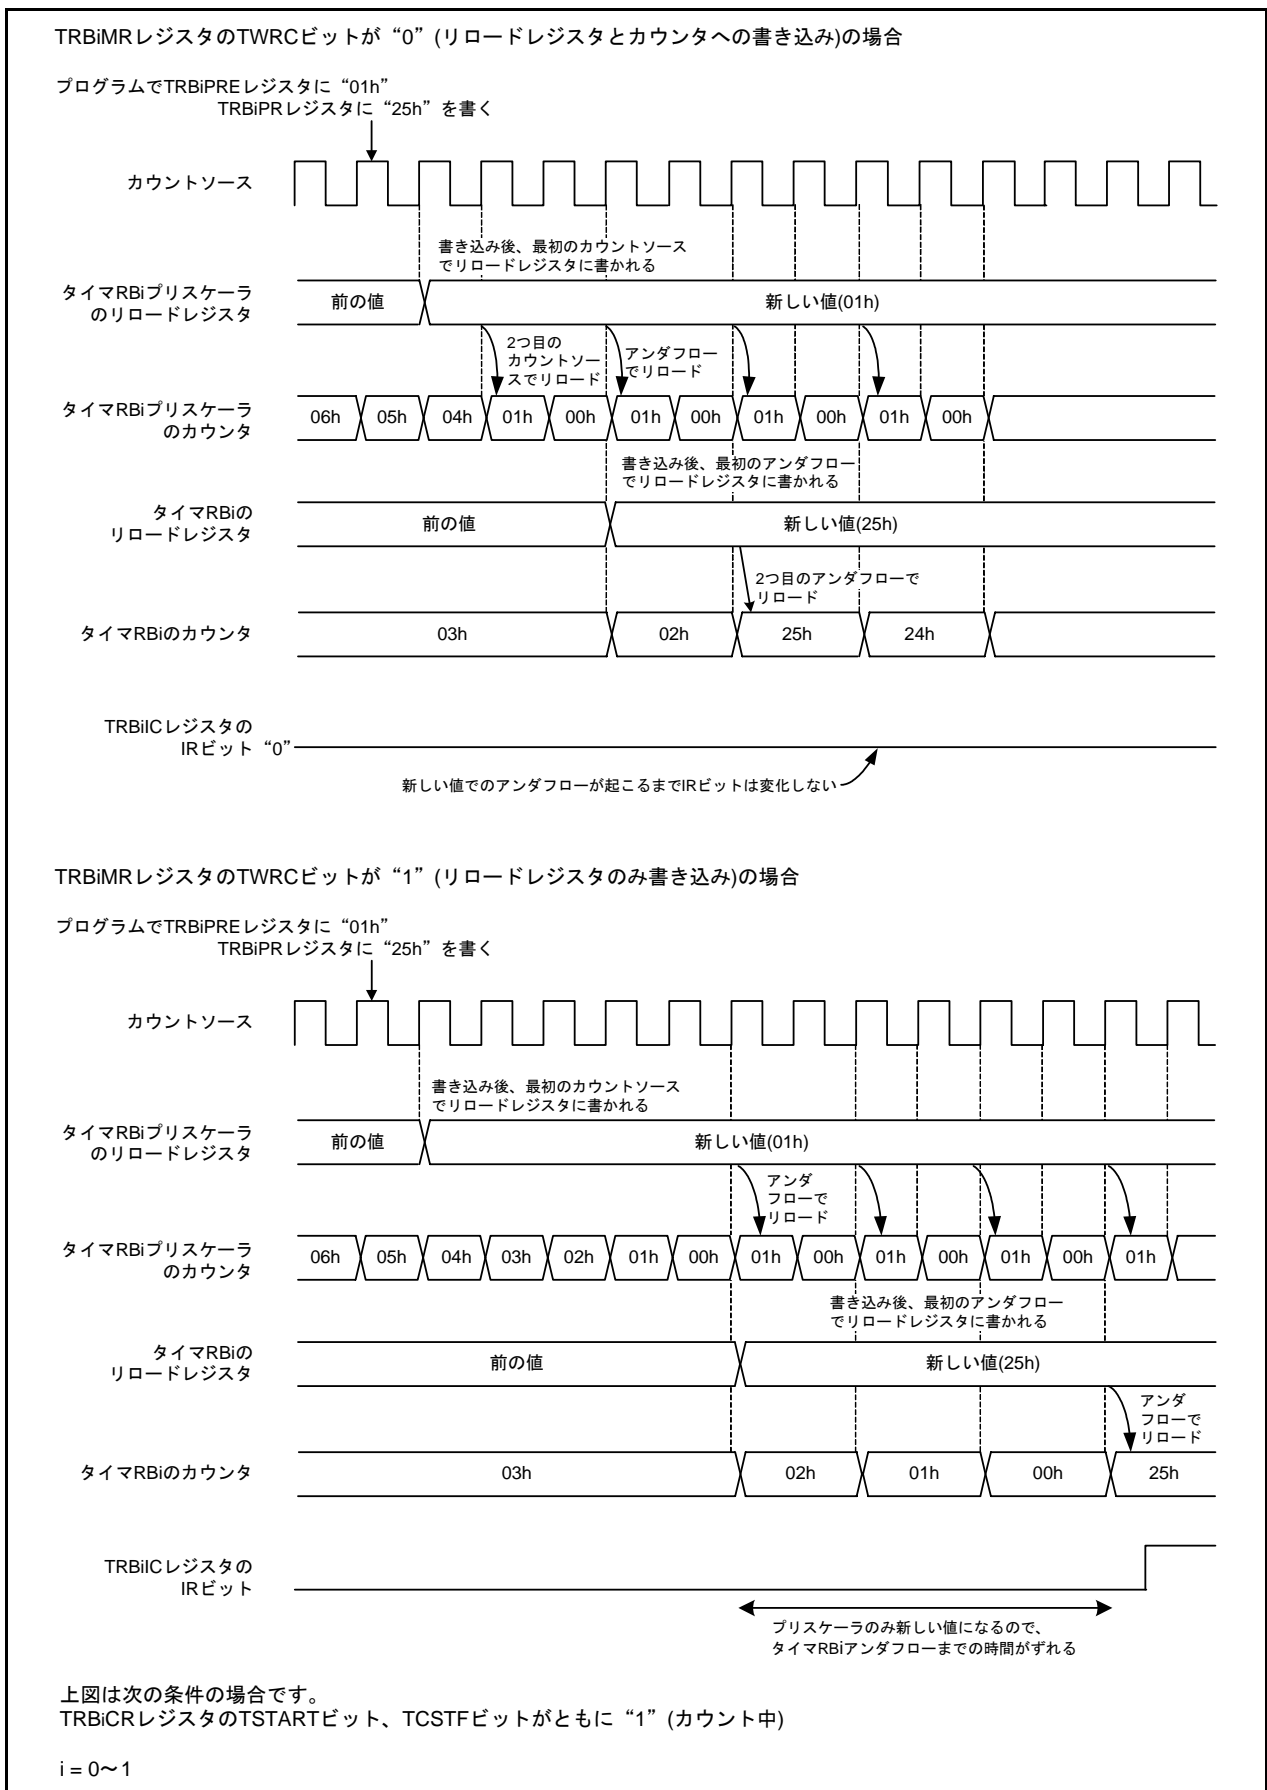 TRBiMRレジスタのTWRCビットが“0”(リロードレジスタとカウンタへの書き込み)の場合
プログラムでTRBiPREレジスタに“01h”
TRBiPRレジスタに“25h”を書く
カウントソース
書き込み後、最初のカウントソース
でリロードレジスタに書かれる
タイマRBiプリスケーラ
のリロードレジスタ
前の値
新しい値(01h)
2つ目の
カウントソー
スでリロード
アンダフロー
でリロード
タイマRBiプリスケーラ
のカウンタ
06h 05h 04h 01h 00h 01h 00h 01h 00h 01h 00h
書き込み後、最初のアンダフロー
でリロードレジスタに書かれる
タイマRBiの
リロードレジスタ
前の値
新しい値(25h)
2つ目のアンダフローで
リロード
タイマRBiのカウンタ
03h 02h 25h 24h
TRBiICレジスタの
IRビット “0”
新しい値でのアンダフローが起こるまでIRビットは変化しない
TRBiMRレジスタのTWRCビットが“1”(リロードレジスタのみ書き込み)の場合
プログラムでTRBiPREレジスタに“01h”
TRBiPRレジスタに“25h”を書く
カウントソース
書き込み後、最初のカウントソース
でリロードレジスタに書かれる
タイマRBiプリスケーラ
のリロードレジスタ
前の値
新しい値(01h)
アンダ
フローで
リロード
タイマRBiプリスケーラ
のカウンタ
06h 05h 04h 03h 02h 01h 00h 01h 00h 01h 00h 01h 00h 01h
書き込み後、最初のアンダフロー
でリロードレジスタに書かれる
タイマRBiの
リロードレジスタ
前の値
新しい値(25h)
アンダ
フローで
リロード
タイマRBiのカウンタ
03h 02h 01h 00h 25h
TRBiICレジスタの
IRビット
プリスケーラのみ新しい値になるので、
タイマRBiアンダフローまでの時間がずれる
上図は次の条件の場合です。
TRBiCRレジスタのTSTARTビット、TCSTFビットがともに“1”(カウント中)
i = 0～1